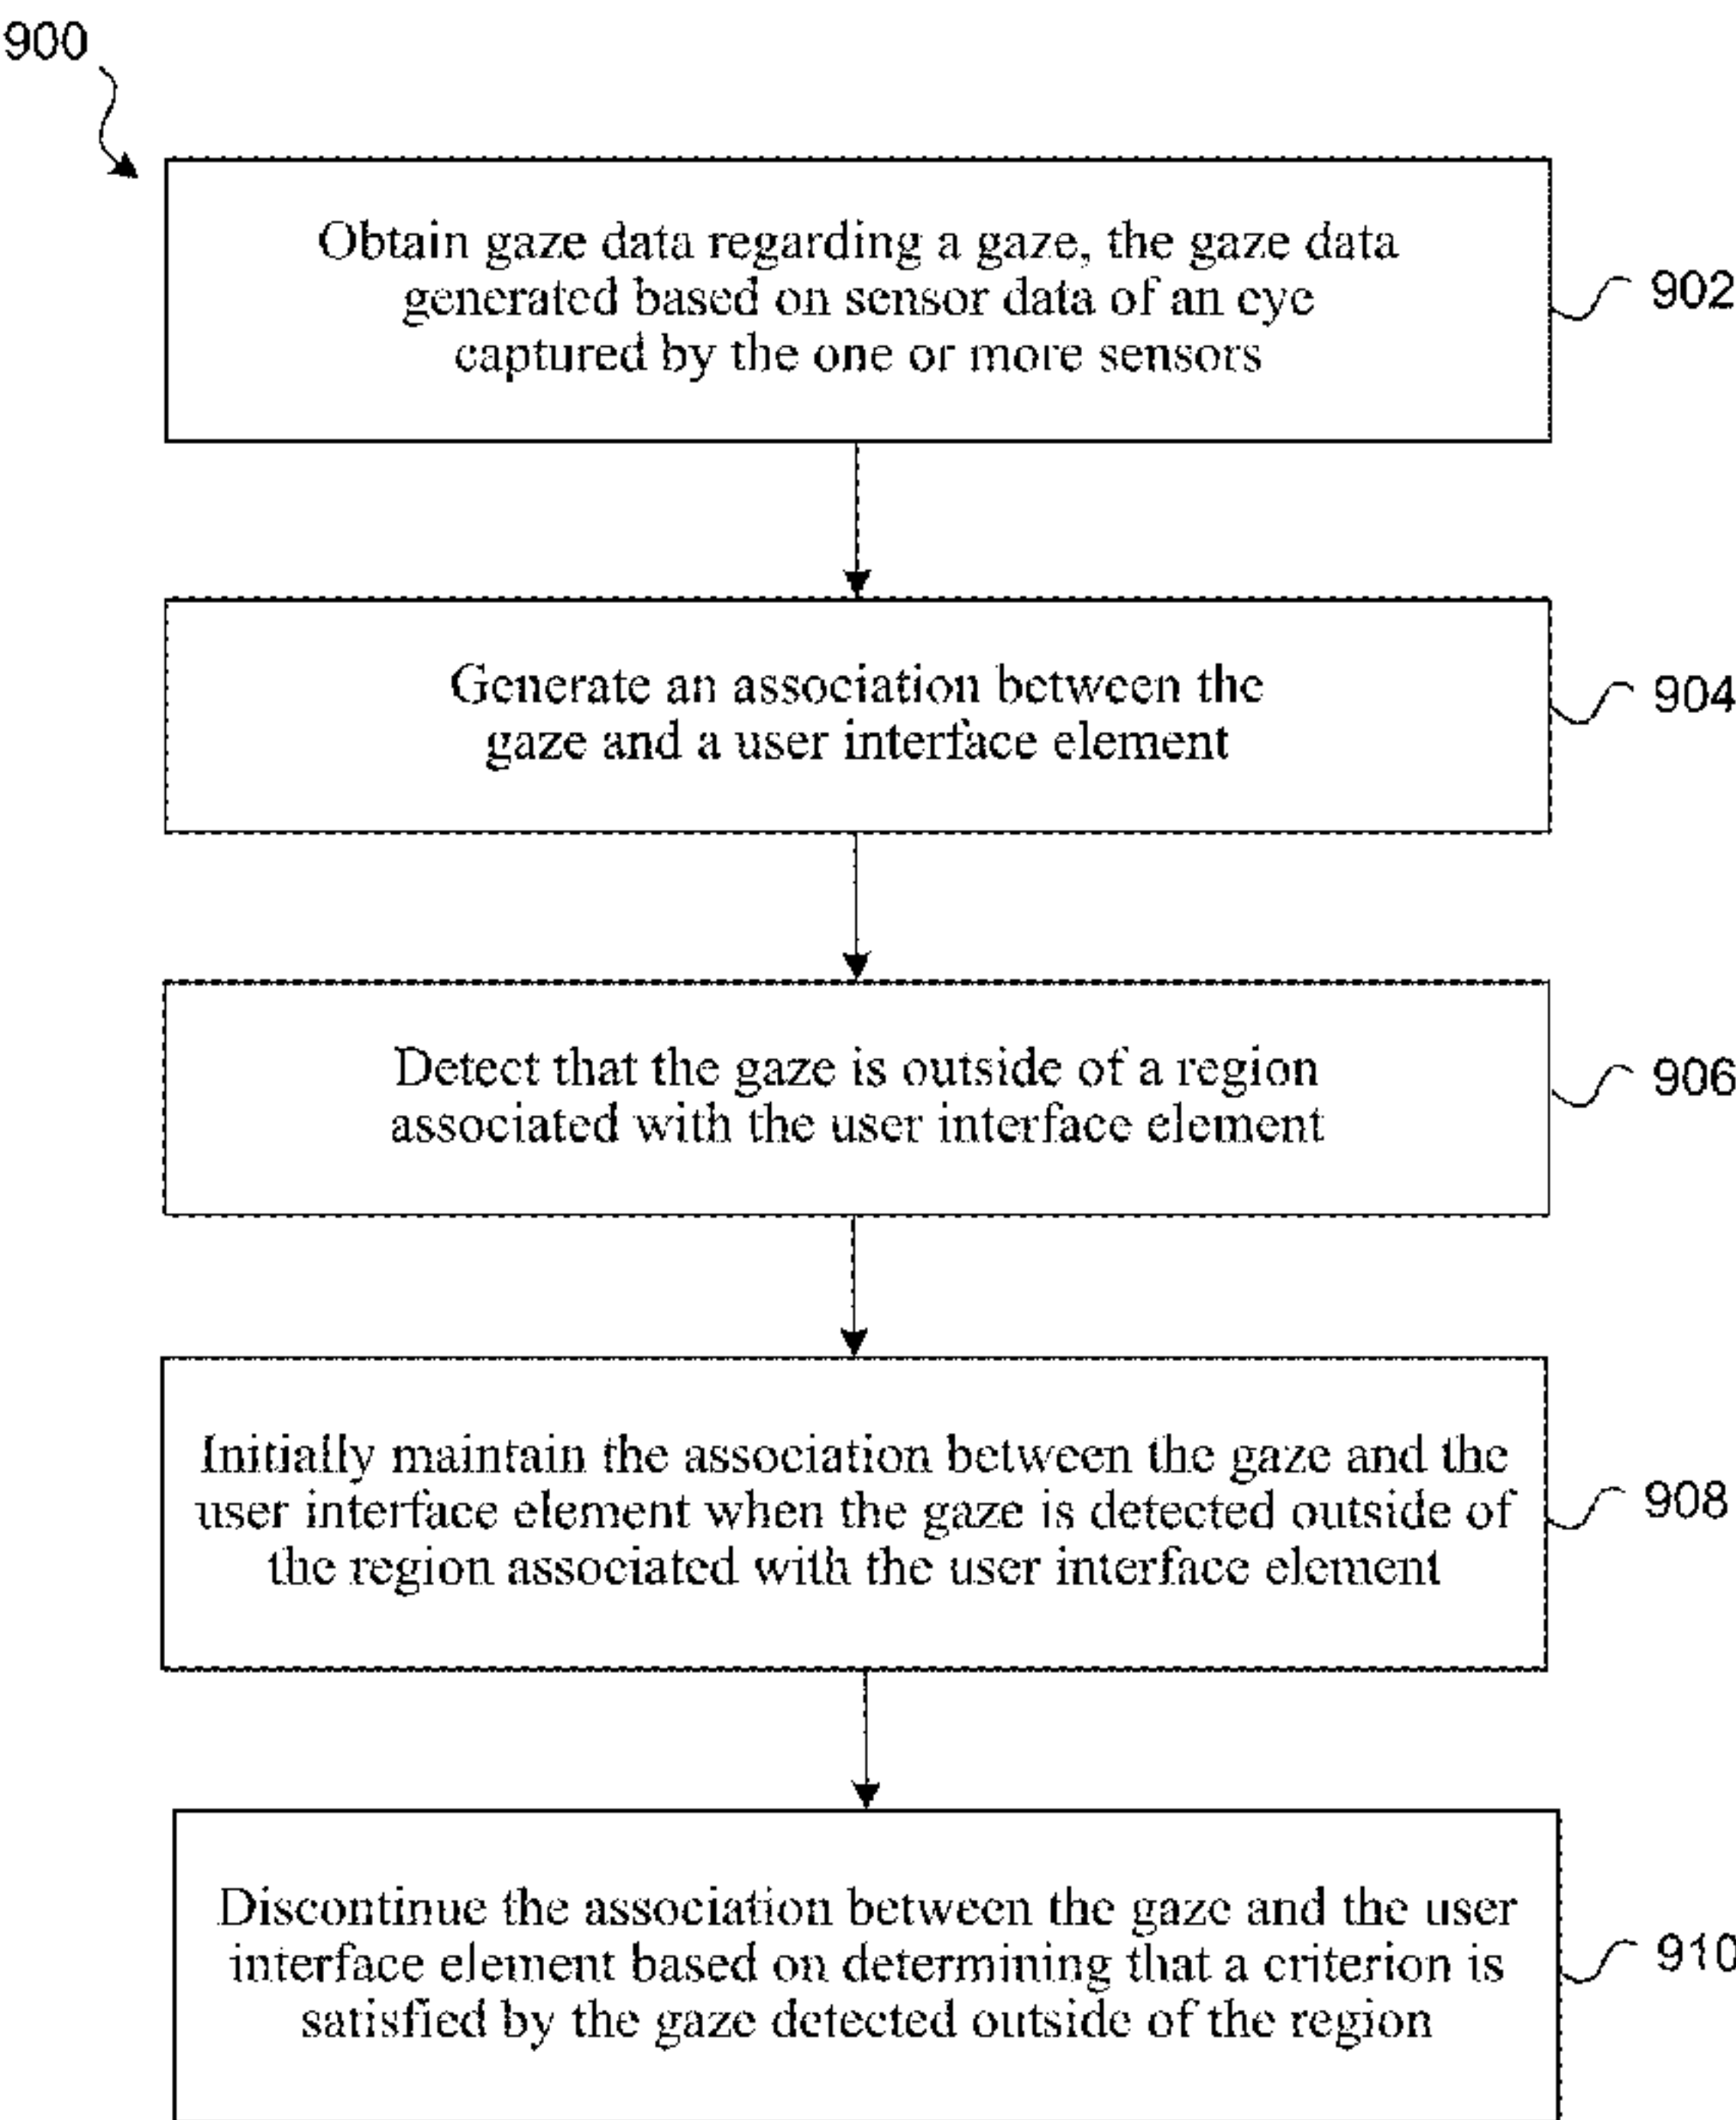 900
Obtain gaze data regarding a gaze, the gaze data
generated based on sensor data of an eye
captured by the one or more sensors
902
Generate an association between the
gaze and a user interface element
904
Detect that the gaze is outside of a region
associated with the user interface element
906
Initially maintain the association between the gaze and the
user interface element when the gaze is detected outside of
the region associated with the user interface element
908
Discontinue the association between the gaze and the user
interface element based on determining that a criterion is
satisfied by the gaze detected outside of the region
910